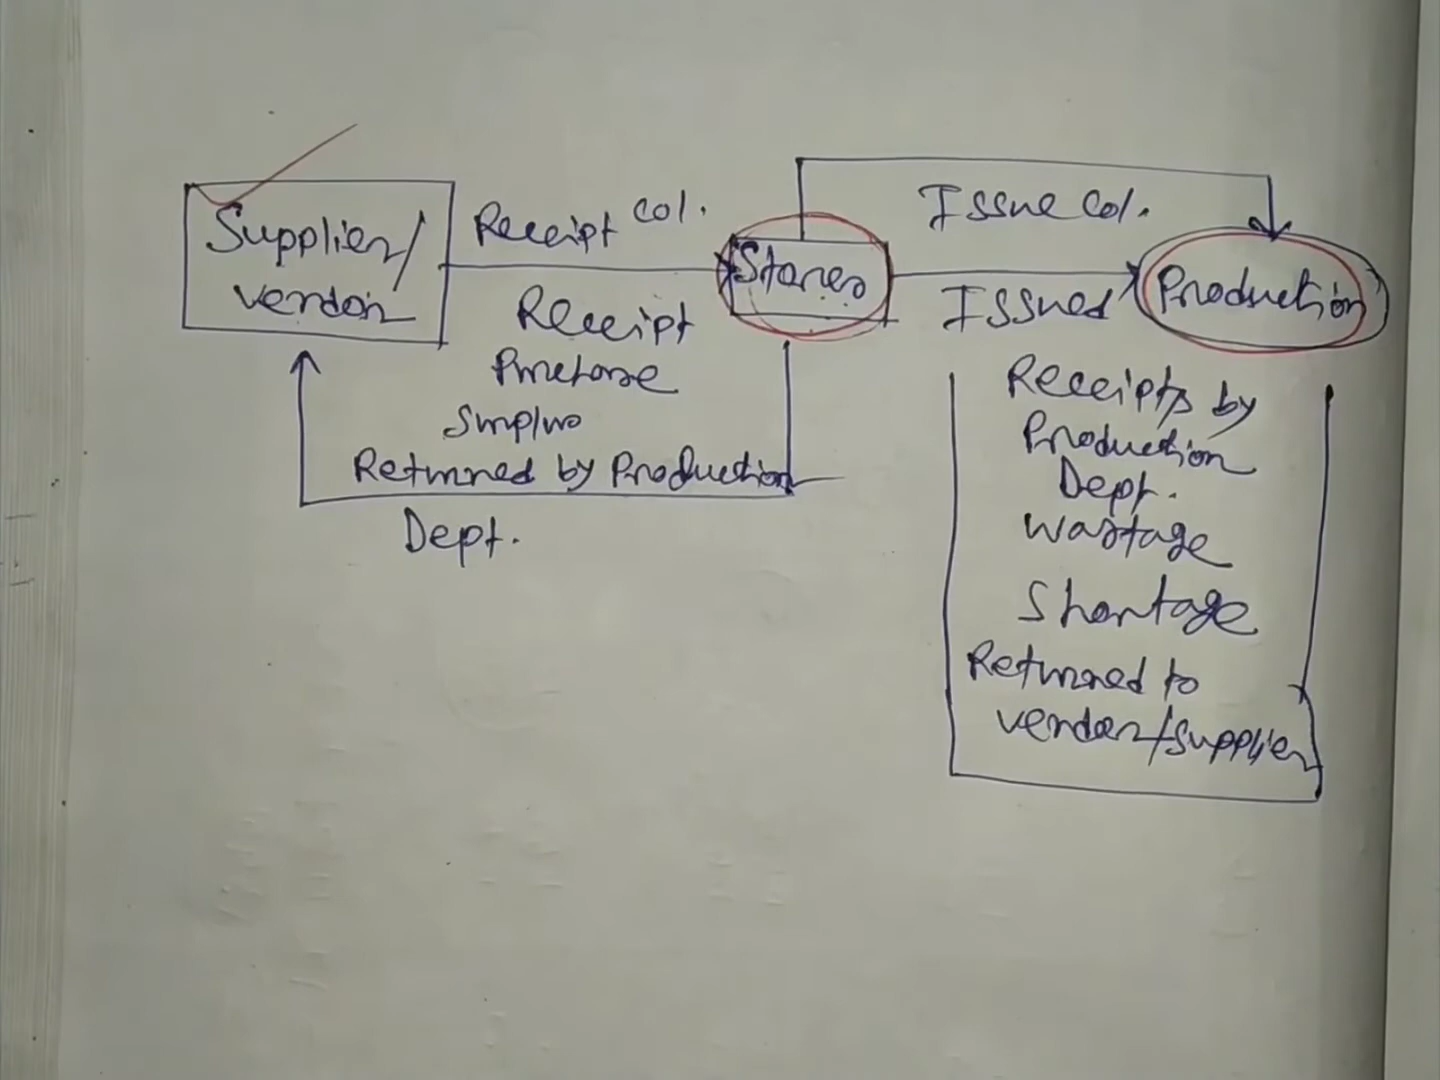 Supplier/
vendor
Receipt Col.
Receipt
Purchase
Surplus
Returned by Production
Dept.
Stores
Issue Col.
Issued
Production
Receipts by
Production
Dept.
Wastage
Shortage
Returned to
vendor/supplier